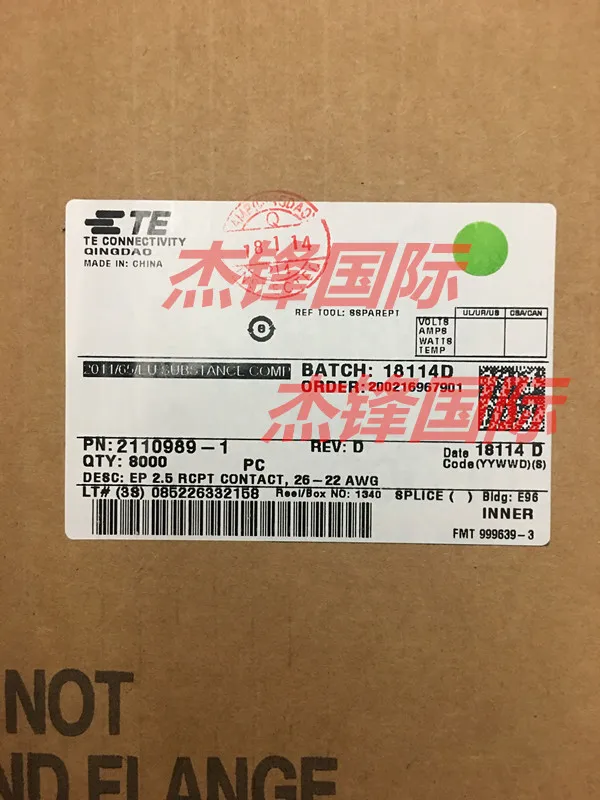 TE
TE CONNECTIVITY
QINGDAO
MADE IN: CHINA
Q
18 1 14
杰锋国际
REF TOOL: SSPAREPT
UL/UR/US CSA/CAN
VOLTS
AMPS
WATTS
TEMP
2011/65/EU SUBSTANCE COMP
BATCH: 18114D
ORDER: 200216967901
杰锋国际
PN: 2110989-1 REV: D Date 18114 D
QTY: 8000 PC Code(YYWWD)(S)
DESC: EP 2.5 RCPT CONTACT, 26-22 AWG
LT# (3S) 085226332158 Reel/Box NO: 1340 SPLICE ( ) Bldg: E96
INNER
FMT 999639-3
NOT
ND FLANGE